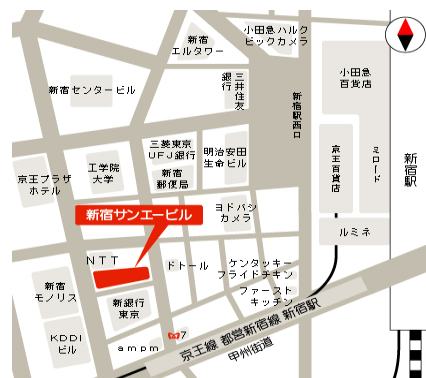 新宿
エルタワー
小田急ハルク
ビックカメラ
新宿センタービル
三井住友
銀行
新宿駅西口
小田急
百貨店
三菱東京
UFJ銀行
明治安田
生命ビル
京王百貨店
ミロード
新宿駅
京王プラザ
ホテル
工学院
大学
新宿
郵便局
新宿サンエービル
ヨドバシ
カメラ
ルミネ
NTT
ドトール
ケンタッキー
フライドチキン
新宿
モノリス
新銀行
東京
ファースト
キッチン
KDDI
ビル
ampm
7
京王線 都営新宿線 新宿駅
甲州街道